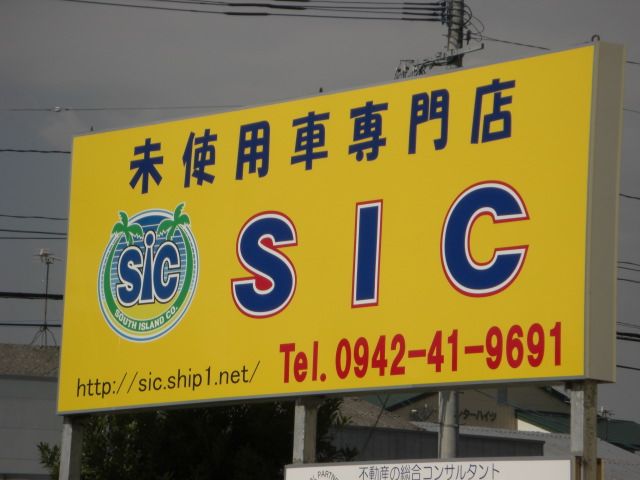 未使用車専門店
SIC
SOUTH ISLAND CO.
SIC
http://sic.ship1.net/
Tel. 0942-41-9691
不動産の総合コンサルタント